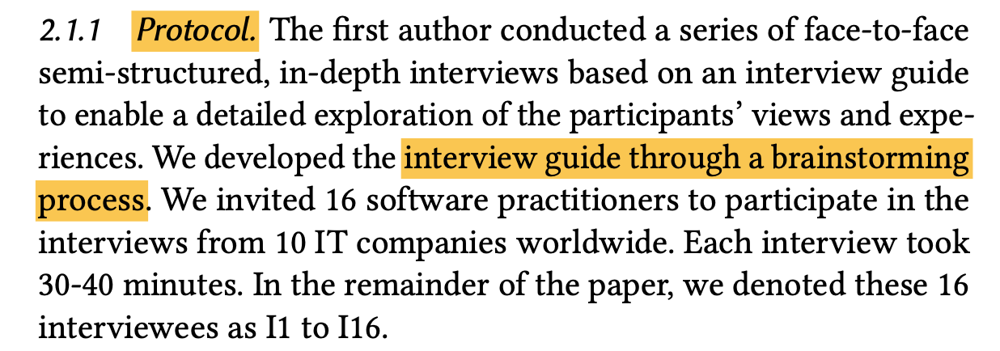 2.1.1 Protocol. The first author conducted a series of face-to-face
semi-structured, in-depth interviews based on an interview guide
to enable a detailed exploration of the participants’ views and expe-
riences. We developed the interview guide through a brainstorming
process. We invited 16 software practitioners to participate in the
interviews from 10 IT companies worldwide. Each interview took
30-40 minutes. In the remainder of the paper, we denoted these 16
interviewees as I1 to I16.